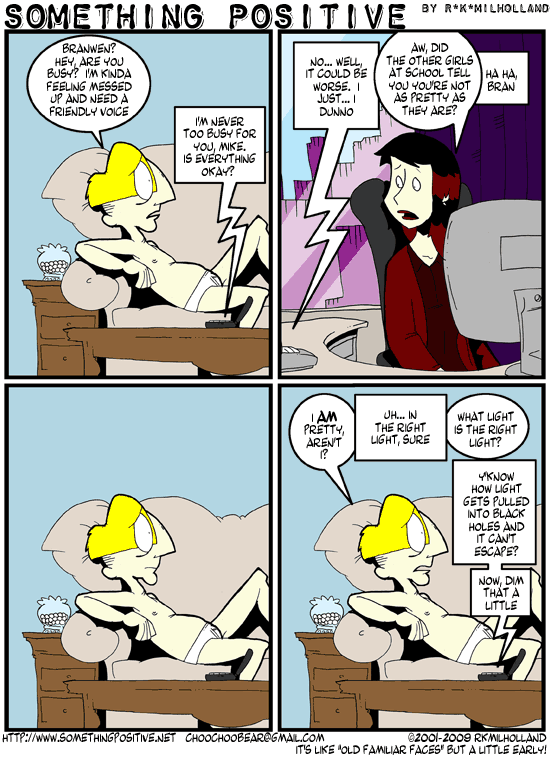 SOMETHING POSITIVE BY R*K*MILHOLLAND
BRANWEN?
HEY, ARE YOU
BUSY? I'M KINDA
FEELING MESSED
UP AND NEED A
FRIENDLY VOICE
I'M NEVER
TOO BUSY FOR
YOU, MIKE.
IS EVERYTHING
OKAY?
NO... WELL,
IT COULD BE
WORSE. I
JUST... I
DUNNO
AW, DID
THE OTHER GIRLS
AT SCHOOL TELL
YOU YOU'RE NOT
AS PRETTY AS
THEY ARE?
HA HA,
BRAN
I AM
PRETTY,
AREN'T
I?
UH... IN
THE RIGHT
LIGHT, SURE
WHAT LIGHT
IS THE RIGHT
LIGHT?
Y'KNOW
HOW LIGHT
GETS PULLED
INTO BLACK
HOLES AND
IT CAN'T
ESCAPE?
NOW, DIM
THAT A
LITTLE
HTTP://WWW.SOMETHINGPOSITIVE.NET CHOOCHOOBEAR@GMAIL.COM ©2001-2009 RKMILHOLLAND
IT'S LIKE "OLD FAMILIAR FACES" BUT A LITTLE EARLY!